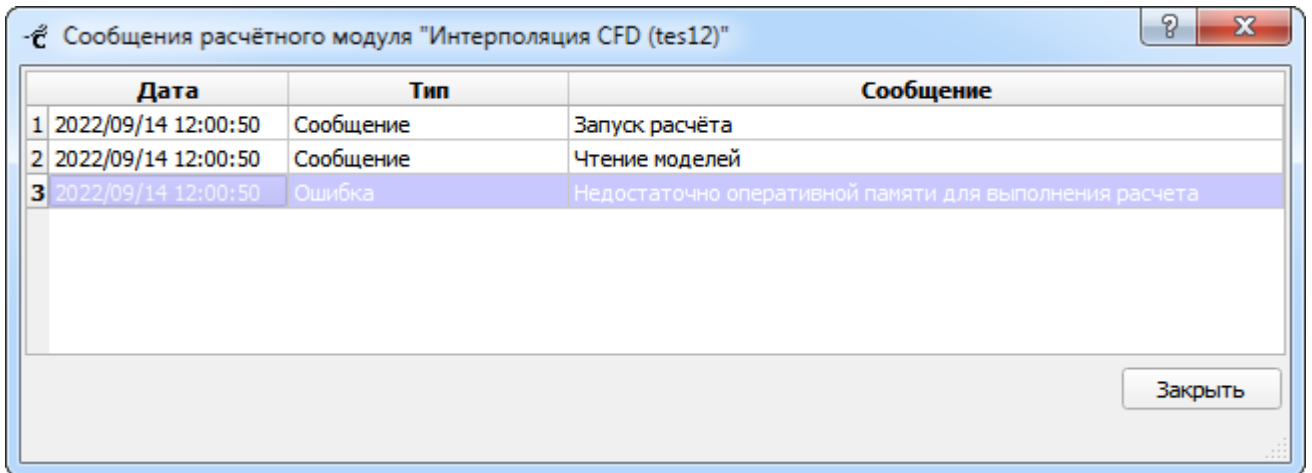 Сообщения расчётного модуля "Интерполяция CFD (tes12)"
Дата Тип Сообщение
1 2022/09/14 12:00:50 Сообщение Запуск расчёта
2 2022/09/14 12:00:50 Сообщение Чтение моделей
3 2022/09/14 12:00:50 Ошибка Недостаточно оперативной памяти для выполнения расчета
Закрыть